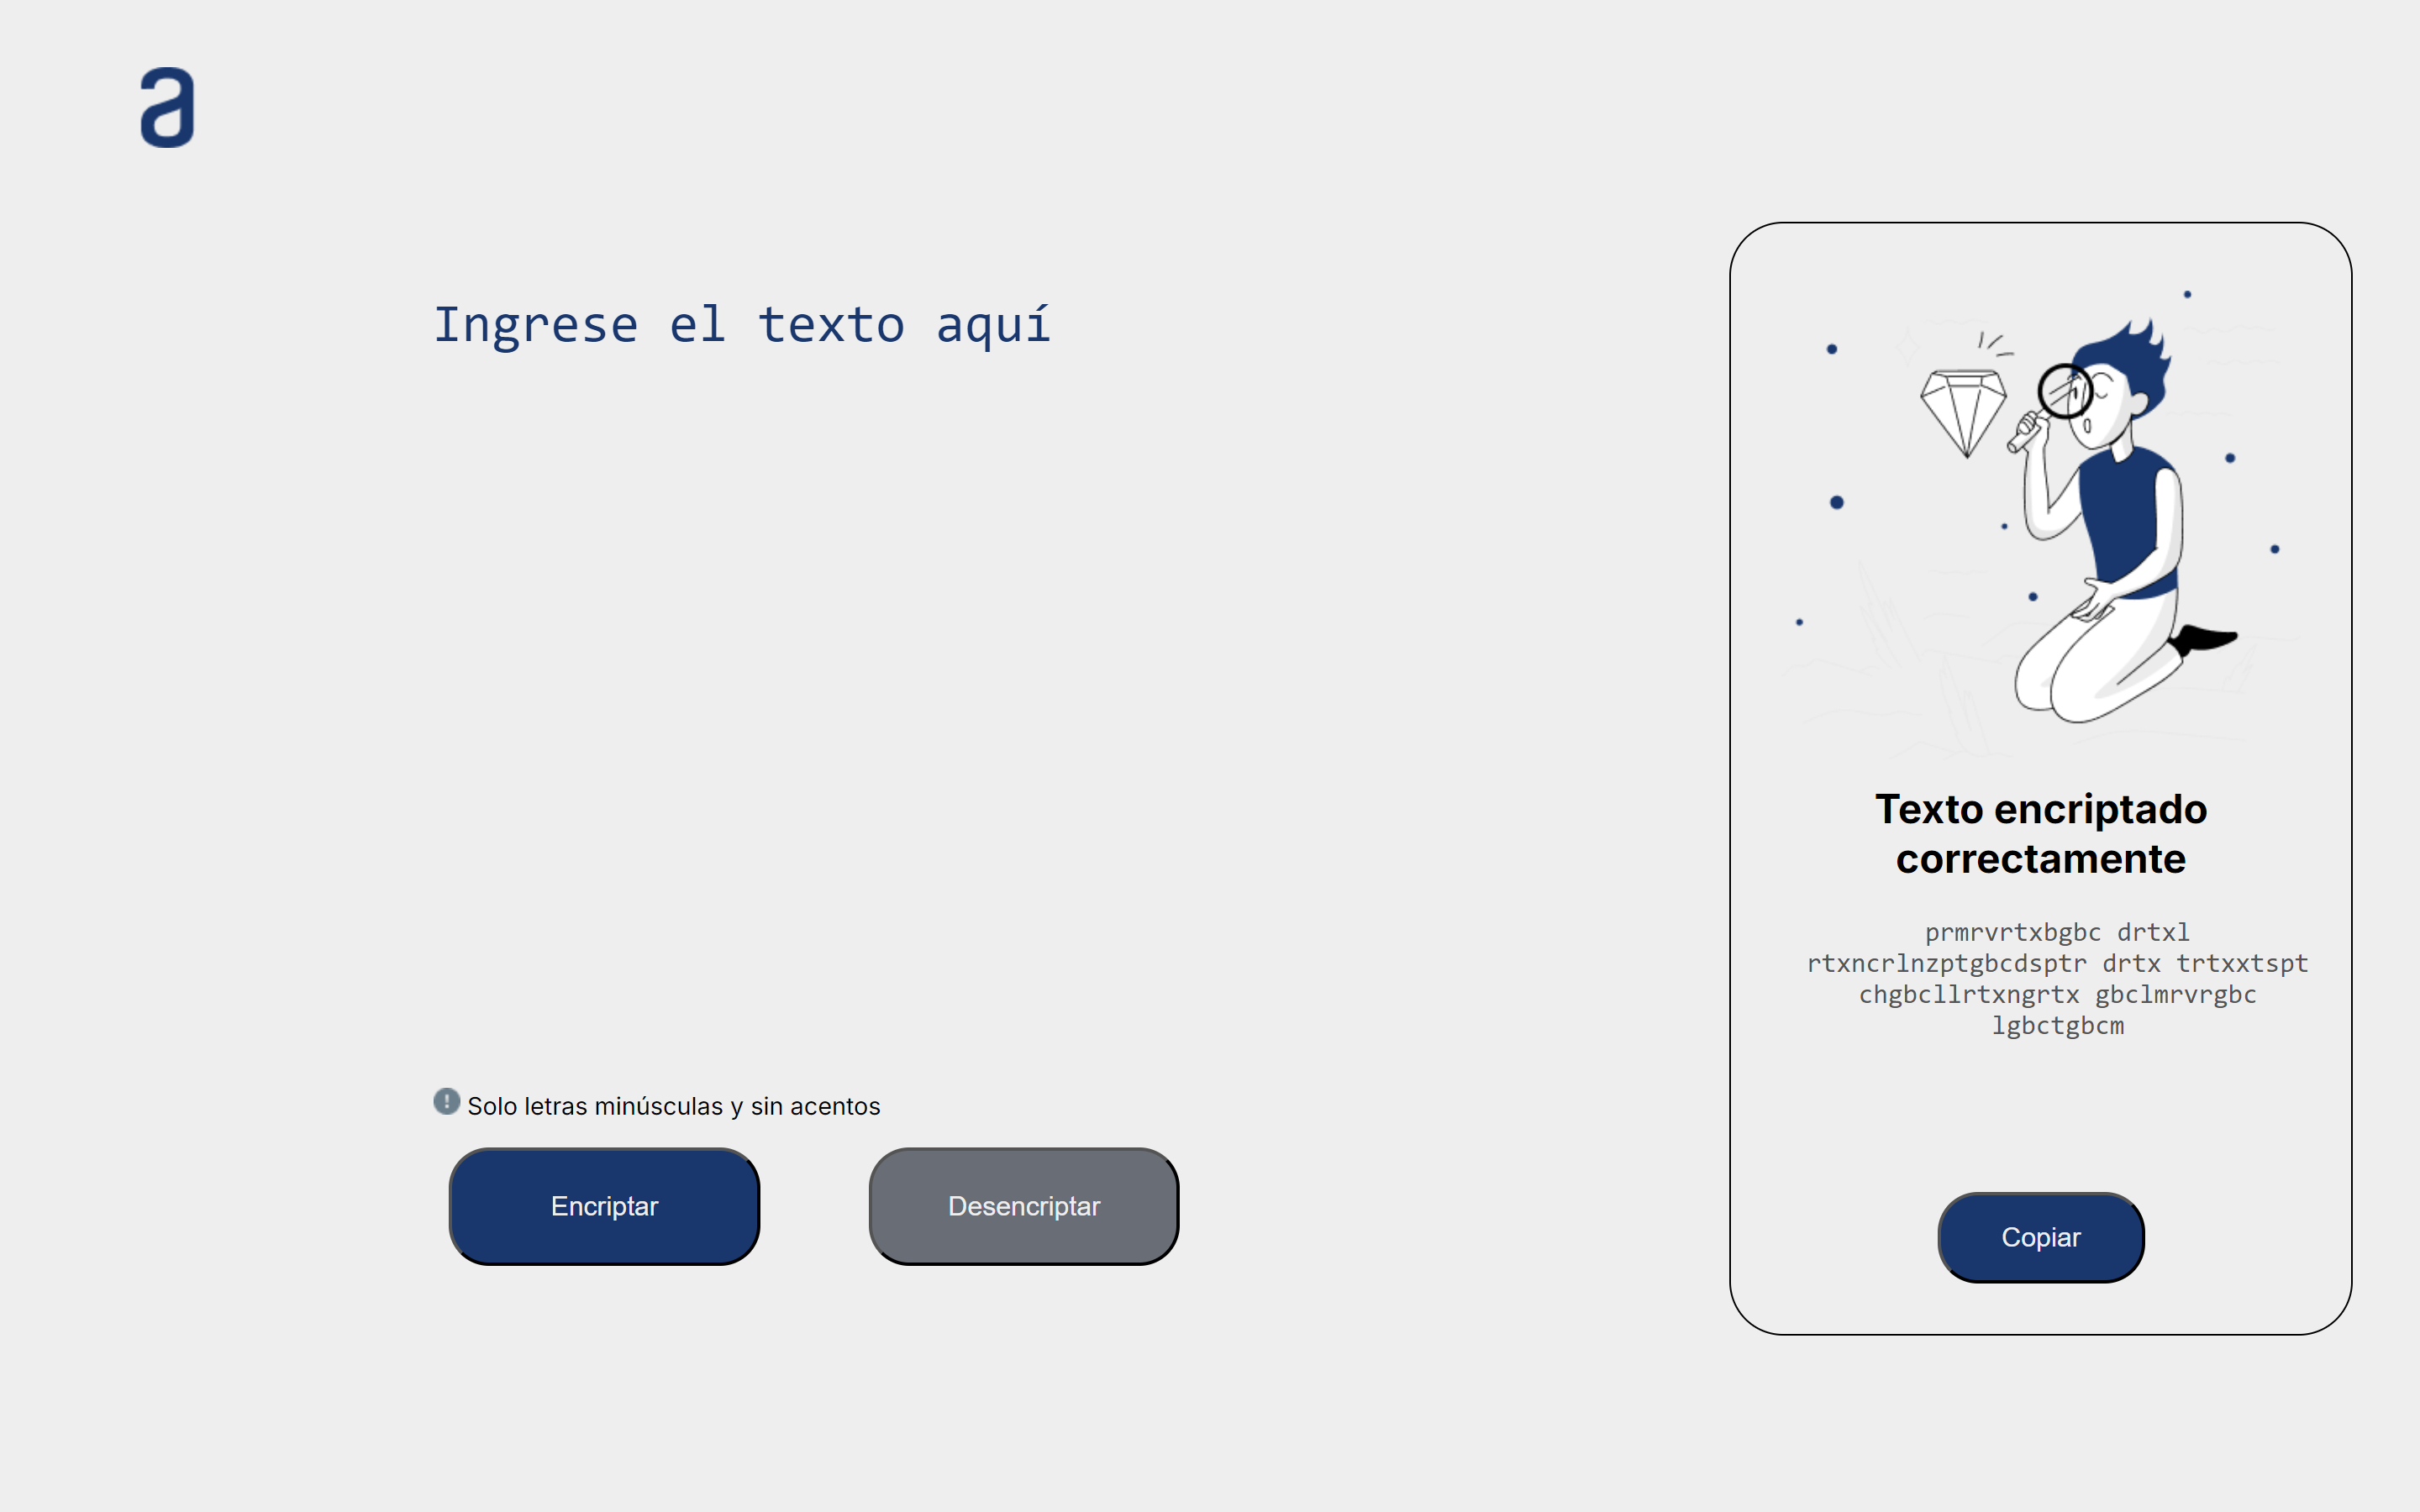 a
Ingrese el texto aquí
Solo letras minúsculas y sin acentos
Encriptar
Desencriptar
Texto encriptado
correctamente
prmrvrtxbgbc drtxl
rtxncrlnzptgbcdsptr drtx trtxxtspt
chgbcllrtxngrtx gbclmrvrgbc
lgbctgbcm
Copiar